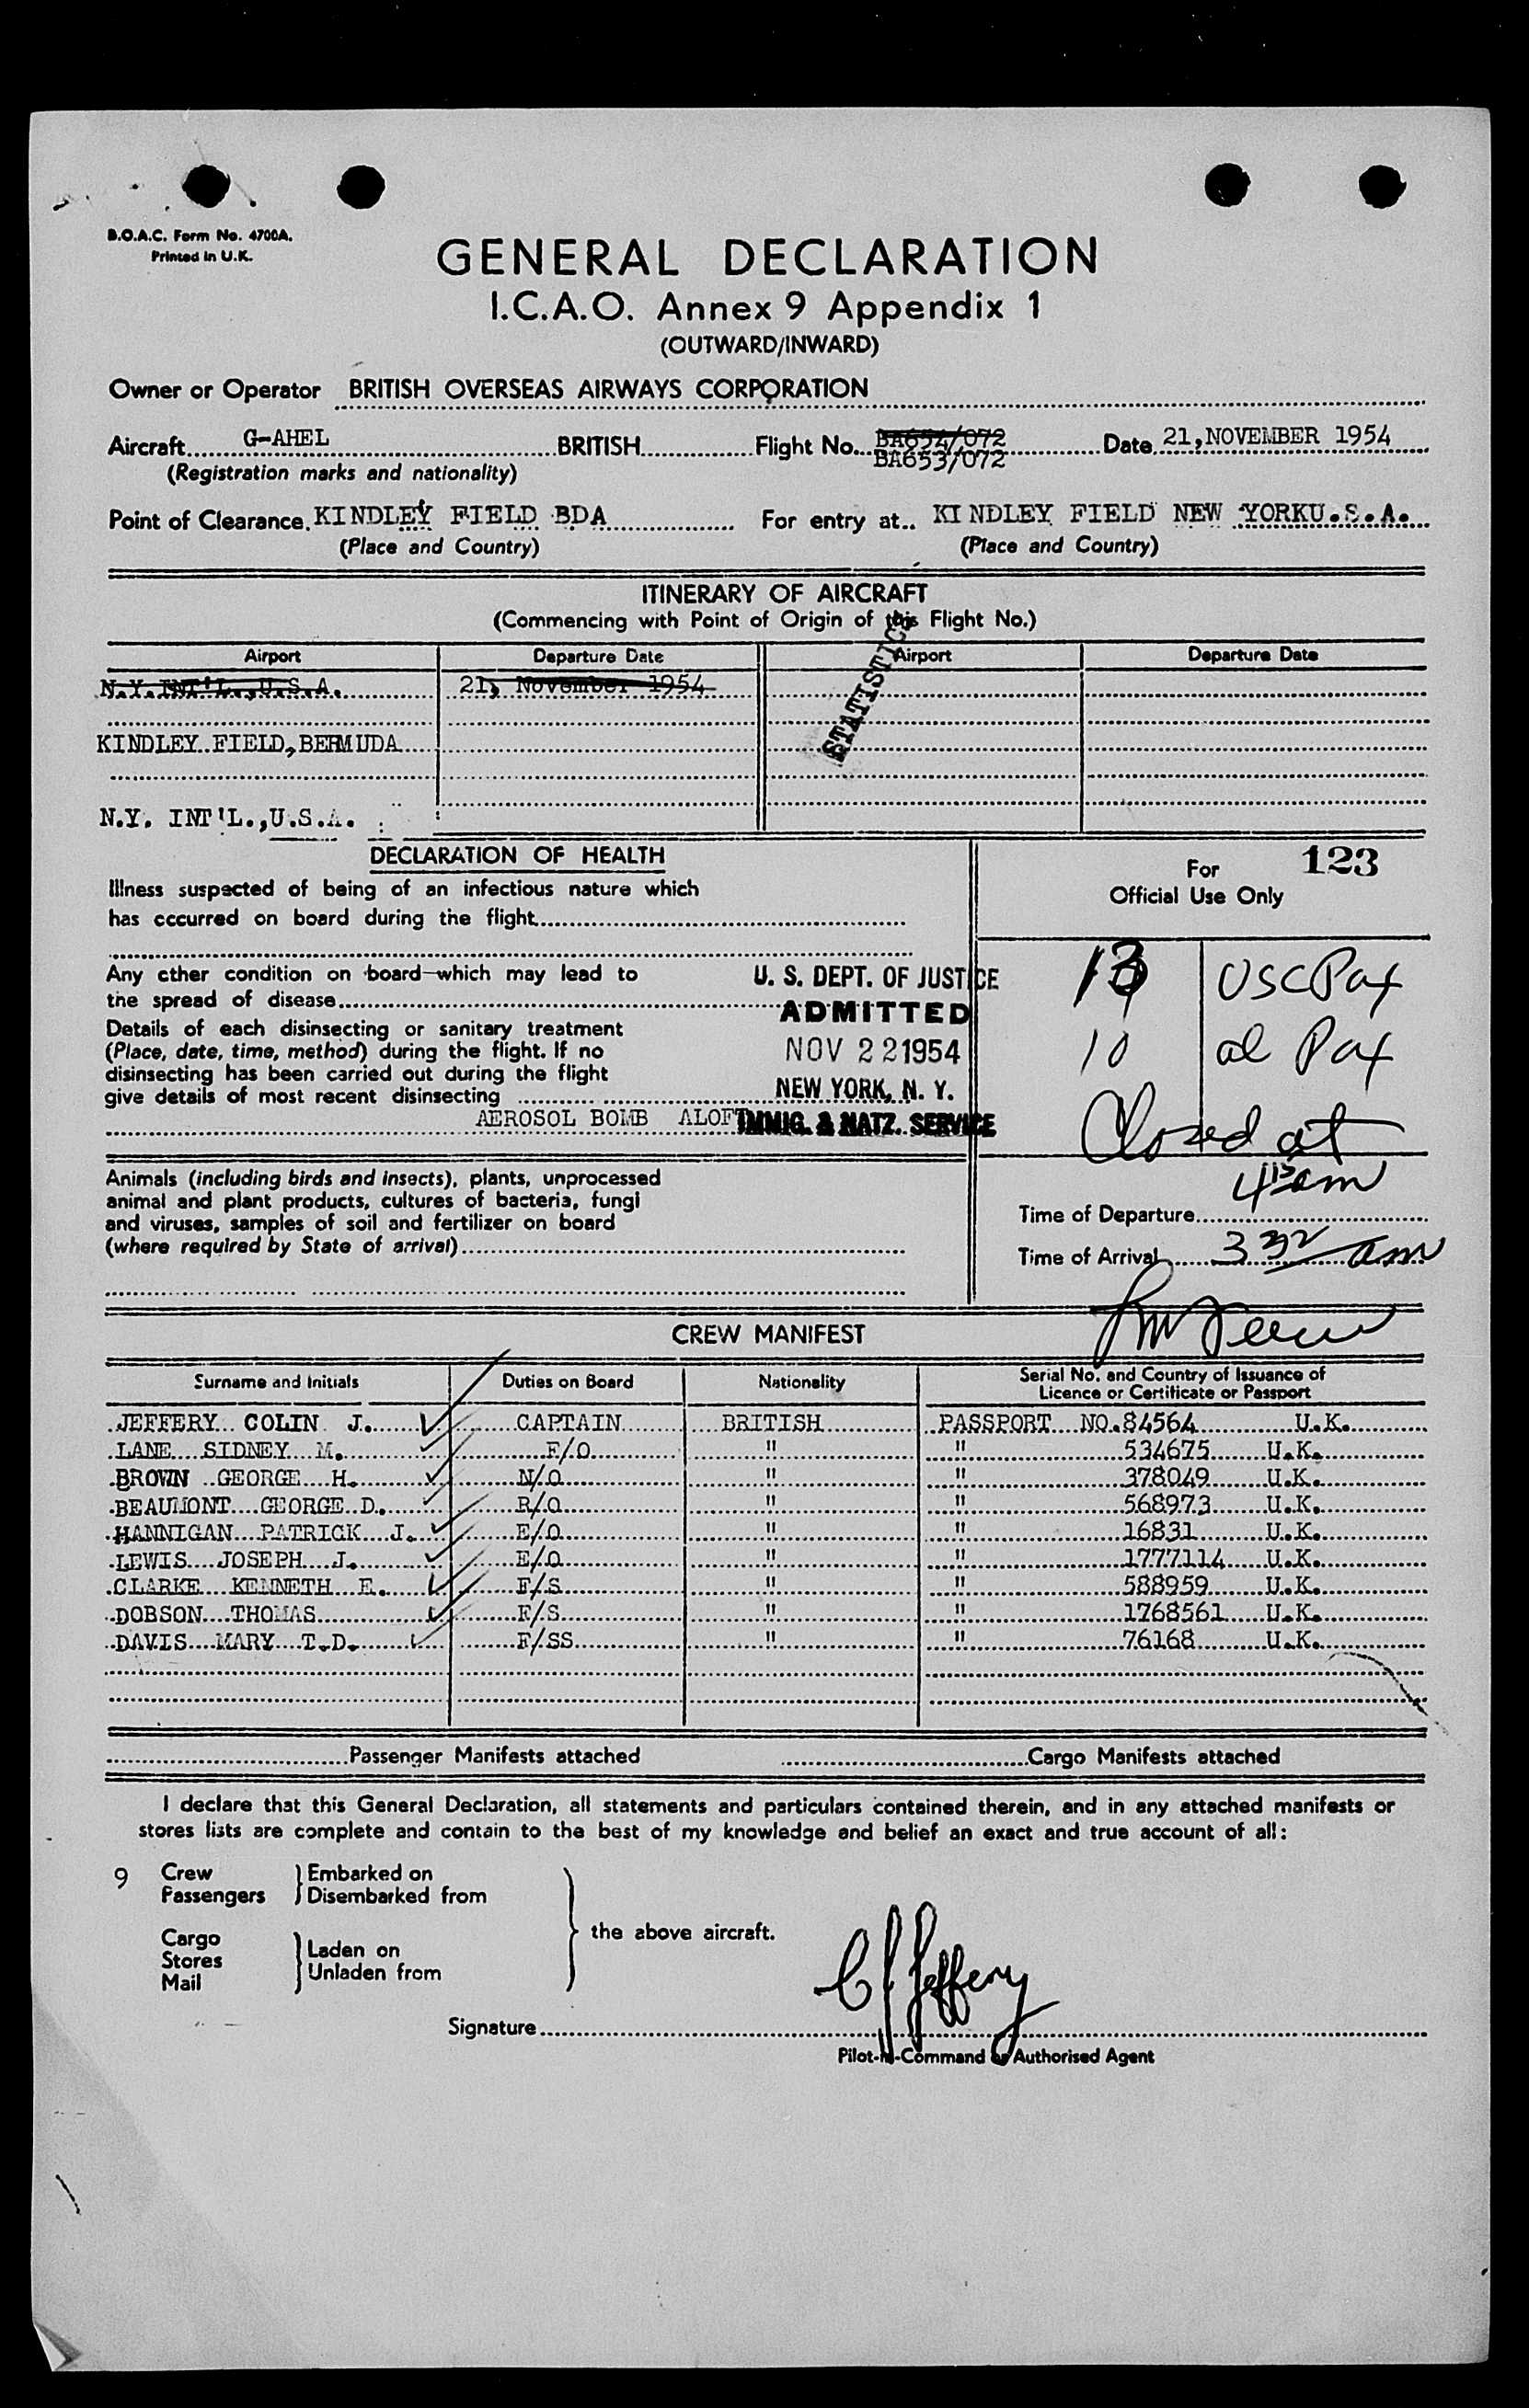 B.O.A.C. Form No. 4700A.
Printed in U.K.
GENERAL DECLARATION
I.C.A.O. Annex 9 Appendix 1
(OUTWARD/INWARD)
Owner or Operator BRITISH OVERSEAS AIRWAYS CORPORATION
Aircraft G-AHEL BRITISH Flight No. BA654/072 Date 21,NOVEMBER 1954
BA653/072
(Registration marks and nationality)
Point of Clearance. KINDLEY FIELD BDA For entry at.. KINDLEY FIELD NEW YORKU.S.A.
(Place and Country) (Place and Country)
ITINERARY OF AIRCRAFT
(Commencing with Point of Origin of this Flight No.)
STATISTICS
Airport Departure Date Airport Departure Date
N.Y.INT'L.,U.S.A. 21, November 1954
KINDLEY FIELD,BERMUDA
N.Y. INT'L.,U.S.A.
DECLARATION OF HEALTH
For 123
Official Use Only
Illness suspected of being of an infectious nature which
has occurred on board during the flight
Any other condition on board which may lead to
the spread of disease
Details of each disinsecting or sanitary treatment
(Place, date, time, method) during the flight. If no
disinsecting has been carried out during the flight
give details of most recent disinsecting
AEROSOL BOMB ALOFT
U. S. DEPT. OF JUSTICE
ADMITTED
NOV 22 1954
NEW YORK, N. Y.
IMMIG. & NATZ. SERVICE
13 USC Pax
10 al Pax
Closed at
4 15 am
Animals (including birds and insects), plants, unprocessed
animal and plant products, cultures of bacteria, fungi
and viruses, samples of soil and fertilizer on board
(where required by State of arrival)
Time of Departure
Time of Arrival 3 32 am
CREW MANIFEST
Surname and Initials Duties on Board Nationality Serial No. and Country of Issuance of
Licence or Certificate or Passport
JEFFERY COLIN J. CAPTAIN BRITISH PASSPORT NO.84564 U.K.
LANE SIDNEY M. F/O " " 534675 U.K.
BROWN GEORGE H. N/O " " 378049 U.K.
BEAUMONT GEORGE D. R/O " " 568973 U.K.
HANNIGAN PATRICK J. E/O " " 16831 U.K.
LEWIS JOSEPH J. E/O " " 1777114 U.K.
CLARKE KENNETH E. F/S " " 588959 U.K.
DOBSON THOMAS F/S " " 1768561 U.K.
DAVIS MARY T.D. F/SS " " 76168 U.K.
Passenger Manifests attached Cargo Manifests attached
I declare that this General Declaration, all statements and particulars contained therein, and in any attached manifests or
stores lists are complete and contain to the best of my knowledge and belief an exact and true account of all:
9 Crew Embarked on
Passengers Disembarked from
the above aircraft.
Cargo
Stores Laden on
Mail Unladen from
C J Jeffery
Signature
Pilot-in-Command or Authorised Agent